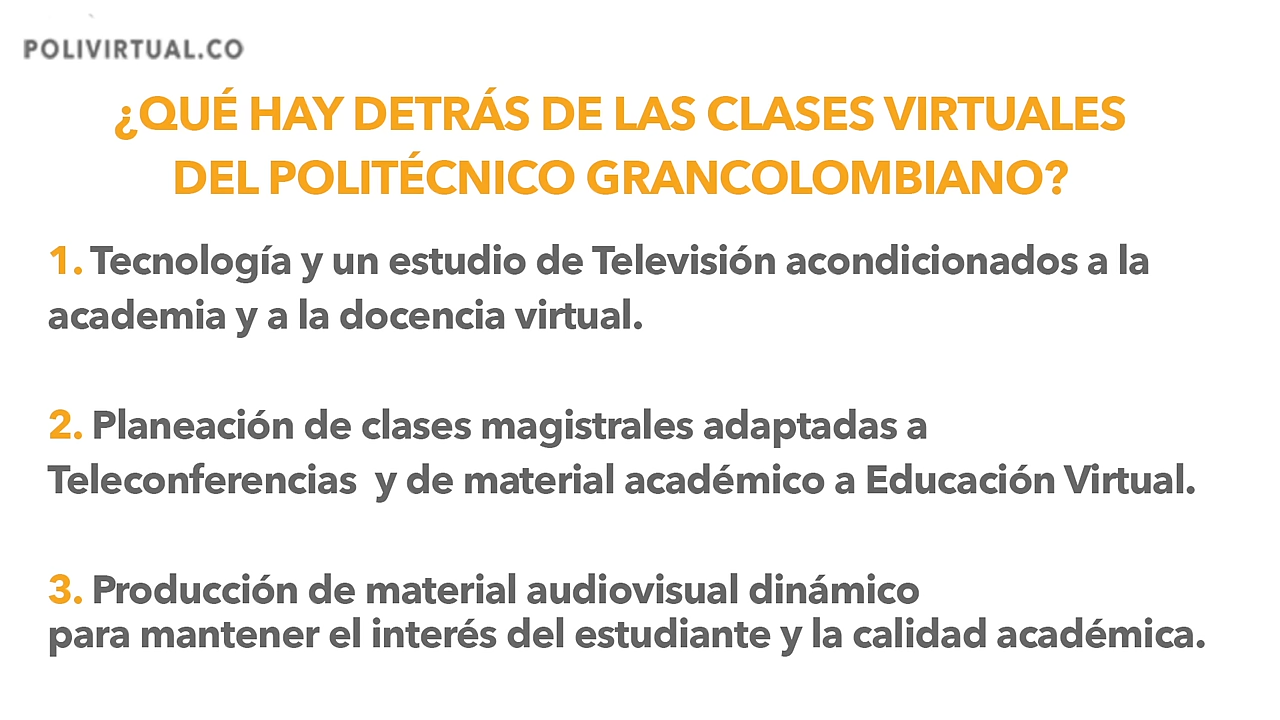 POLIVIRTUAL.CO
¿QUÉ HAY DETRÁS DE LAS CLASES VIRTUALES
DEL POLITÉCNICO GRANCOLOMBIANO?
1. Tecnología y un estudio de Televisión acondicionados a la
academia y a la docencia virtual.
2. Planeación de clases magistrales adaptadas a
Teleconferencias  y de material académico a Educación Virtual.
3. Producción de material audiovisual dinámico
para mantener el interés del estudiante y la calidad académica.